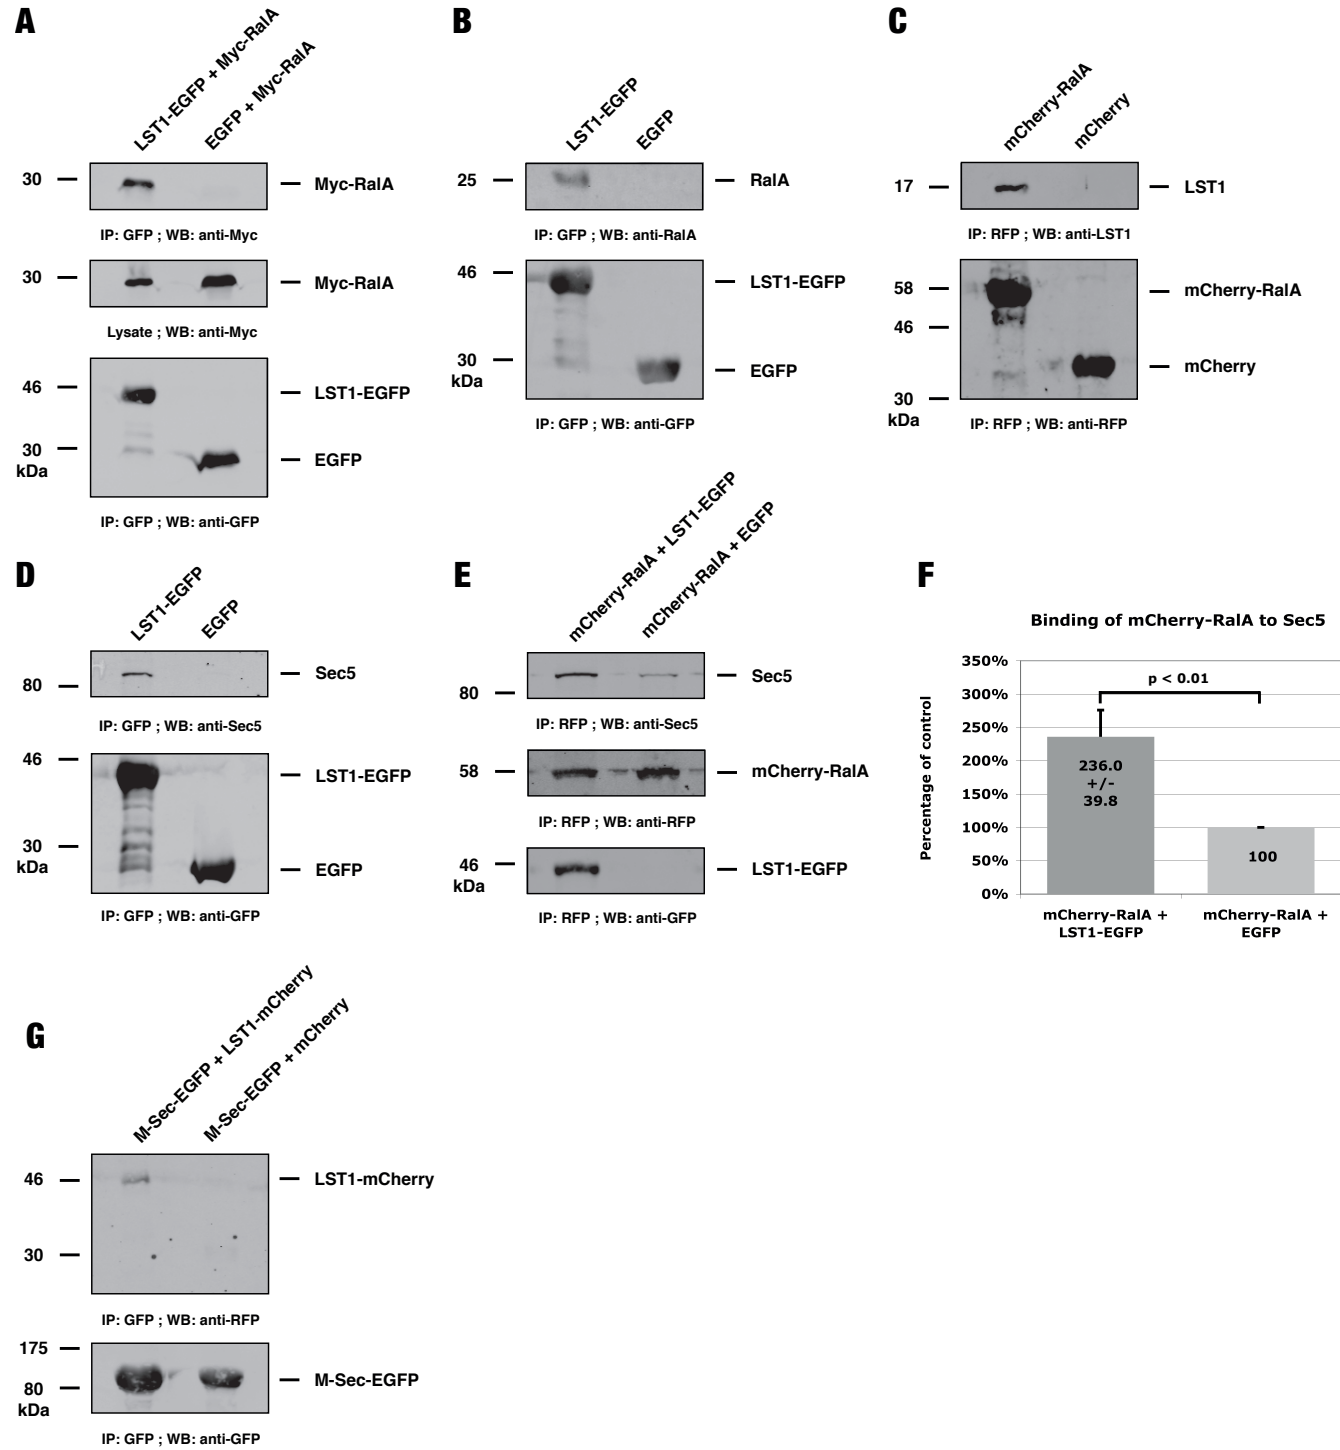 A
LST1-EGFP + Myc-RalA
EGFP + Myc-RalA
30
Myc-RalA
IP: GFP ; WB: anti-Myc
30
Myc-RalA
Lysate ; WB: anti-Myc
46
LST1-EGFP
30
kDa
EGFP
IP: GFP ; WB: anti-GFP
B
LST1-EGFP
EGFP
25
RalA
IP: GFP ; WB: anti-RalA
46
LST1-EGFP
30
kDa
EGFP
IP: GFP ; WB: anti-GFP
C
mCherry-RalA
mCherry
17
LST1
IP: RFP ; WB: anti-LST1
58
mCherry-RalA
46
mCherry
30
kDa
IP: RFP ; WB: anti-RFP
D
LST1-EGFP
EGFP
80
Sec5
IP: GFP ; WB: anti-Sec5
46
LST1-EGFP
30
kDa
EGFP
IP: GFP ; WB: anti-GFP
E
mCherry-RalA + LST1-EGFP
mCherry-RalA + EGFP
80
Sec5
IP: RFP ; WB: anti-Sec5
58
mCherry-RalA
IP: RFP ; WB: anti-RFP
46
kDa
LST1-EGFP
IP: RFP ; WB: anti-GFP
F
Binding of mCherry-RalA to Sec5
Percentage of control
350%
300%
250%
200%
150%
100%
50%
0%
p < 0.01
236.0
+/-
39.8
100
mCherry-RalA +
LST1-EGFP
mCherry-RalA +
EGFP
G
M-Sec-EGFP + LST1-mCherry
M-Sec-EGFP + mCherry
46
LST1-mCherry
30
IP: GFP ; WB: anti-RFP
175
80
kDa
M-Sec-EGFP
IP: GFP ; WB: anti-GFP